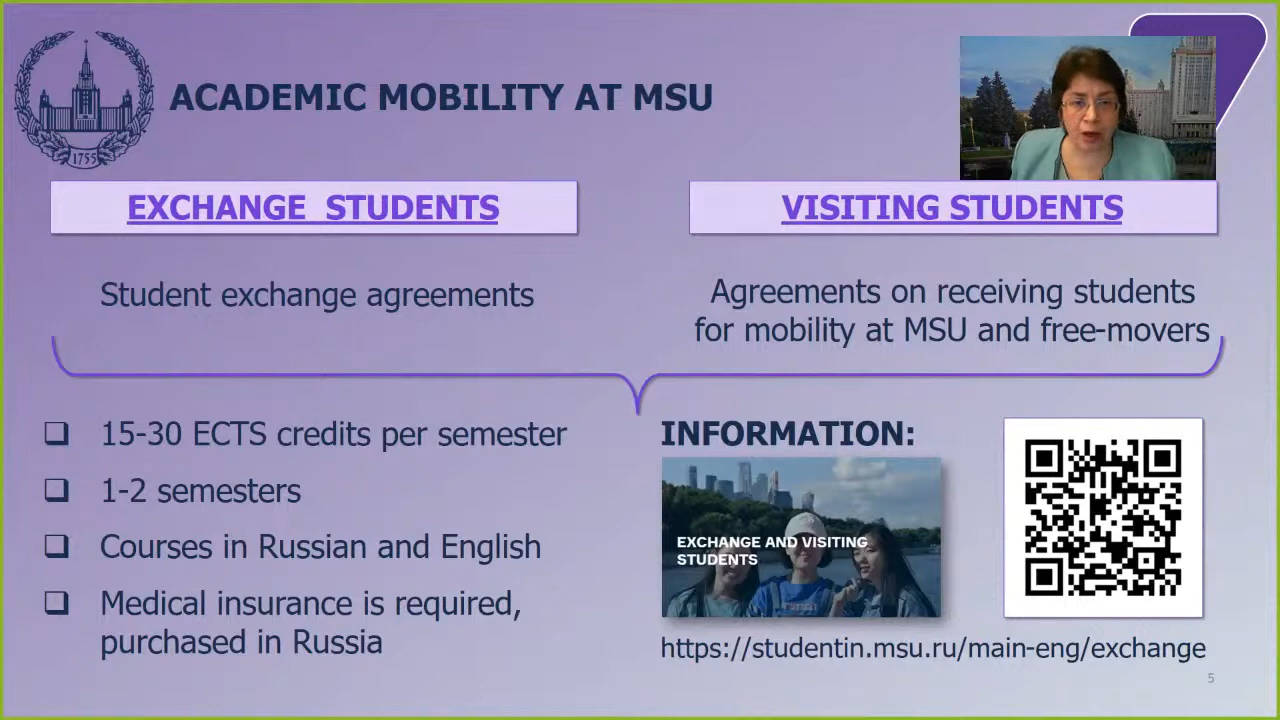 1755
ACADEMIC MOBILITY AT MSU
EXCHANGE STUDENTS
VISITING STUDENTS
Student exchange agreements
Agreements on receiving students
for mobility at MSU and free-movers
❑ 15-30 ECTS credits per semester
❑ 1-2 semesters
❑ Courses in Russian and English
❑ Medical insurance is required,
purchased in Russia
INFORMATION:
EXCHANGE AND VISITING
STUDENTS
https://studentin.msu.ru/main-eng/exchange
5